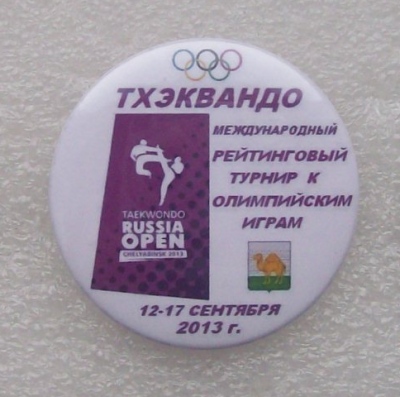 ТХЭКВАНДО
МЕЖДУНАРОДНЫЙ
РЕЙТИНГОВЫЙ
ТУРНИР К
ОЛИМПИЙСКИМ
ИГРАМ
TAEKWONDO
RUSSIA
OPEN
CHELYABINSK 2013
12-17 СЕНТЯБРЯ
2013 г.